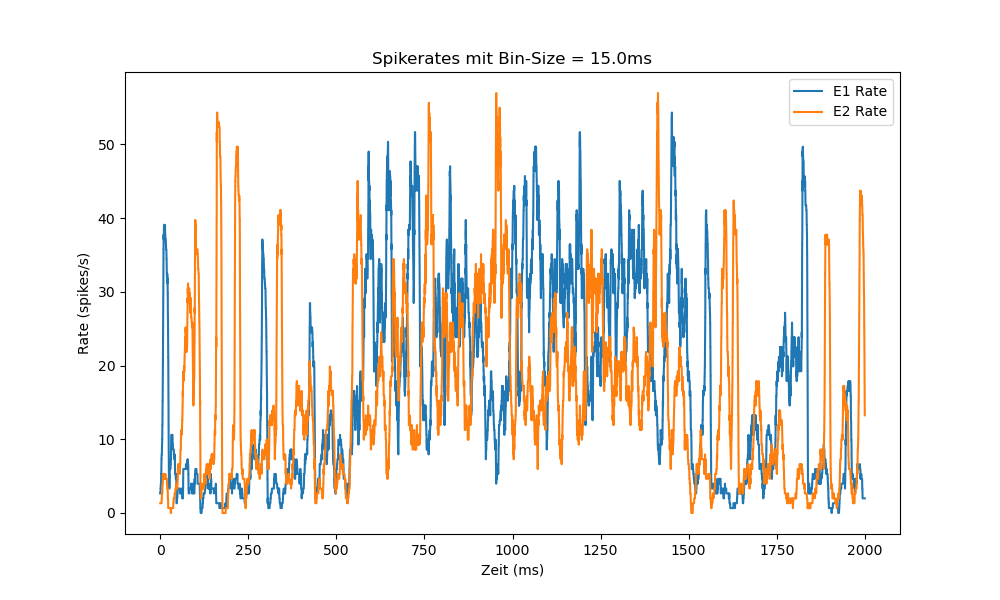 Spikerates mit Bin-Size = 15.0ms
E1 Rate
E2 Rate
Rate (spikes/s)
50
40
30
20
10
0
0 250 500 750 1000 1250 1500 1750 2000
Zeit (ms)